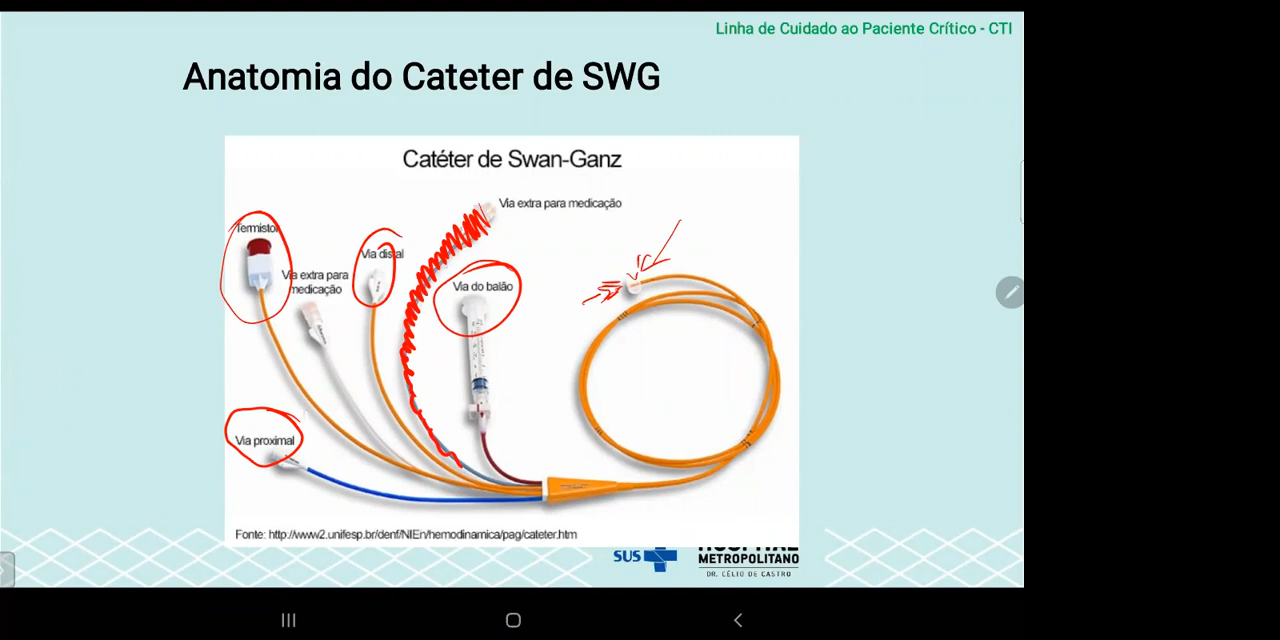 Linha de Cuidado ao Paciente Crítico - CTI
Anatomia do Cateter de SWG
Catéter de Swan-Ganz
Via extra para medicação
Termistor
Via distal
Via extra para
medicação
Via do balão
Via proximal
Fonte: http://www2.unifesp.br/denf/NIEn/hemodinamica/pag/cateter.htm
SUS
HOSPITAL
METROPOLITANO
DR. CÉLIO DE CASTRO